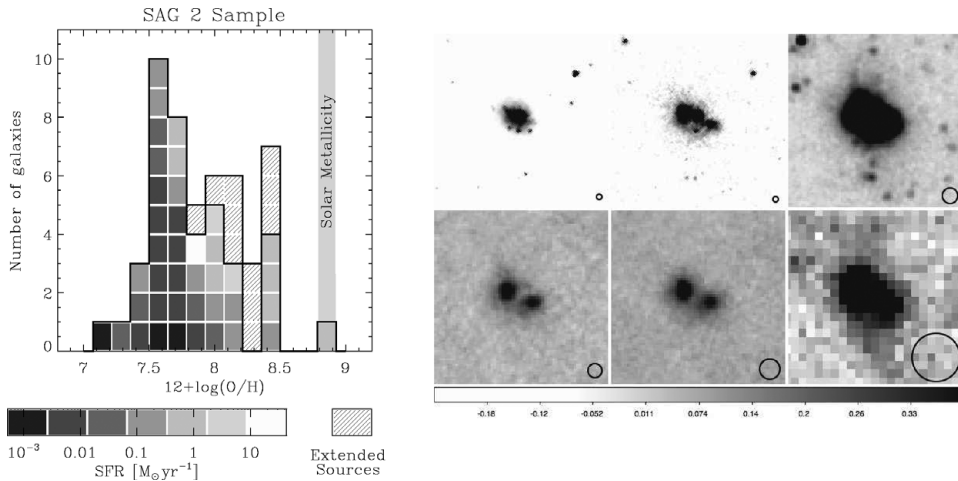 SAG 2 Sample
Number of galaxies
10
8
6
4
2
0
Solar Metallicity
7 7.5 8 8.5 9
12+log(O/H)
10⁻³ 0.01 0.1 1 10
SFR [M⊙yr⁻¹]
Extended
Sources
-0.18 -0.12 -0.052 0.011 0.074 0.14 0.2 0.26 0.33